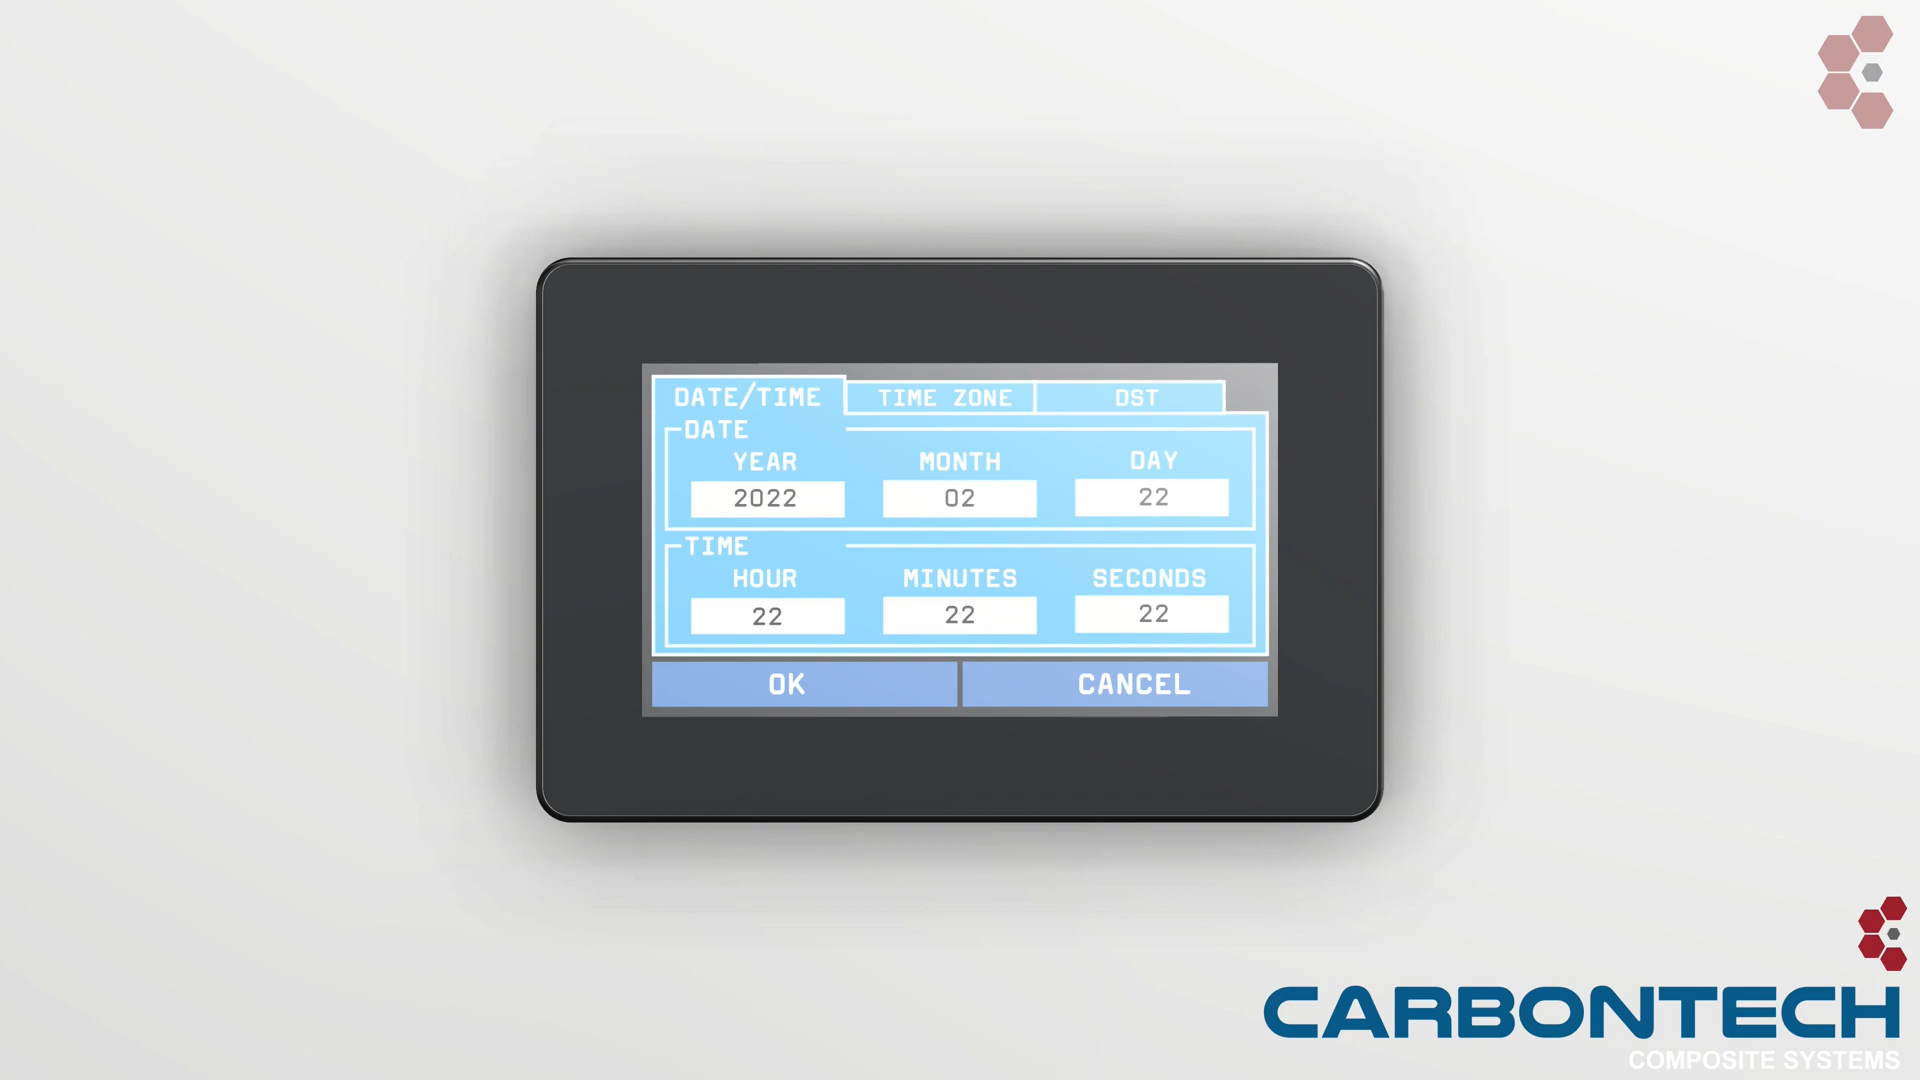 DATE/TIME TIME ZONE DST
DATE
YEAR MONTH DAY
2022 02 22
TIME
HOUR MINUTES SECONDS
22 22 22
OK CANCEL
CARBONTECH
COMPOSITE SYSTEMS